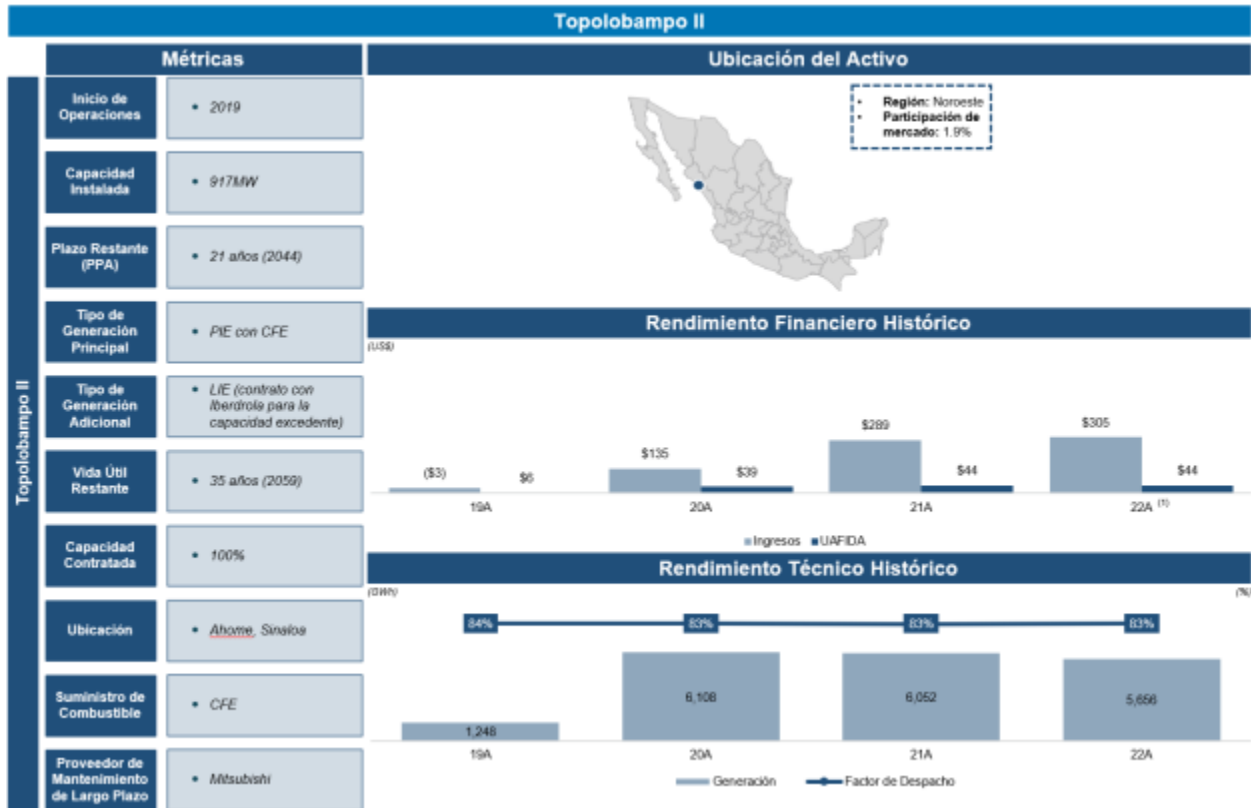 Topolobampo II
Métricas
Ubicación del Activo
Topolobampo II
Inicio de
Operaciones
• 2019
Capacidad
Instalada
• 917MW
Plazo Restante
(PPA)
• 21 años (2044)
Tipo de
Generación
Principal
• PIE con CFE
Tipo de
Generación
Adicional
• LIE (contrato con
Iberdrola para la
capacidad excedente)
Vida Útil
Restante
• 35 años (2059)
Capacidad
Contratada
• 100%
Ubicación
• Ahome, Sinaloa
Suministro de
Combustible
• CFE
Proveedor de
Mantenimiento
de Largo Plazo
• Mitsubishi
• Región: Noroeste
• Participación de
mercado: 1.9%
Rendimiento Financiero Histórico
(US$)
($3) $6 $135 $39 $289 $44 $305 $44
19A 20A 21A 22A (1)
Ingresos UAFIDA
Rendimiento Técnico Histórico
(GWh) (%)
84% 83% 83% 83%
1,248 6,108 6,052 5,656
19A 20A 21A 22A
Generación Factor de Despacho